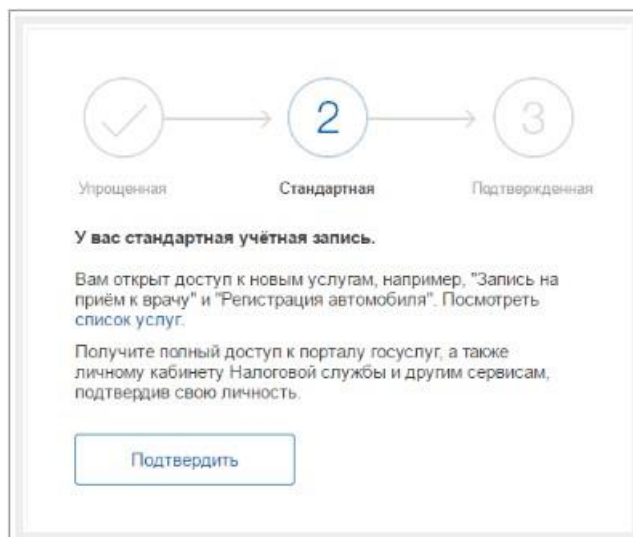 2
3
Упрощенная
Стандартная
Подтвержденная
У вас стандартная учётная запись.
Вам открыт доступ к новым услугам, например, "Запись на
приём к врачу" и "Регистрация автомобиля". Посмотреть
список услуг.
Получите полный доступ к порталу госуслуг, а также
личному кабинету Налоговой службы и другим сервисам,
подтвердив свою личность.
Подтвердить